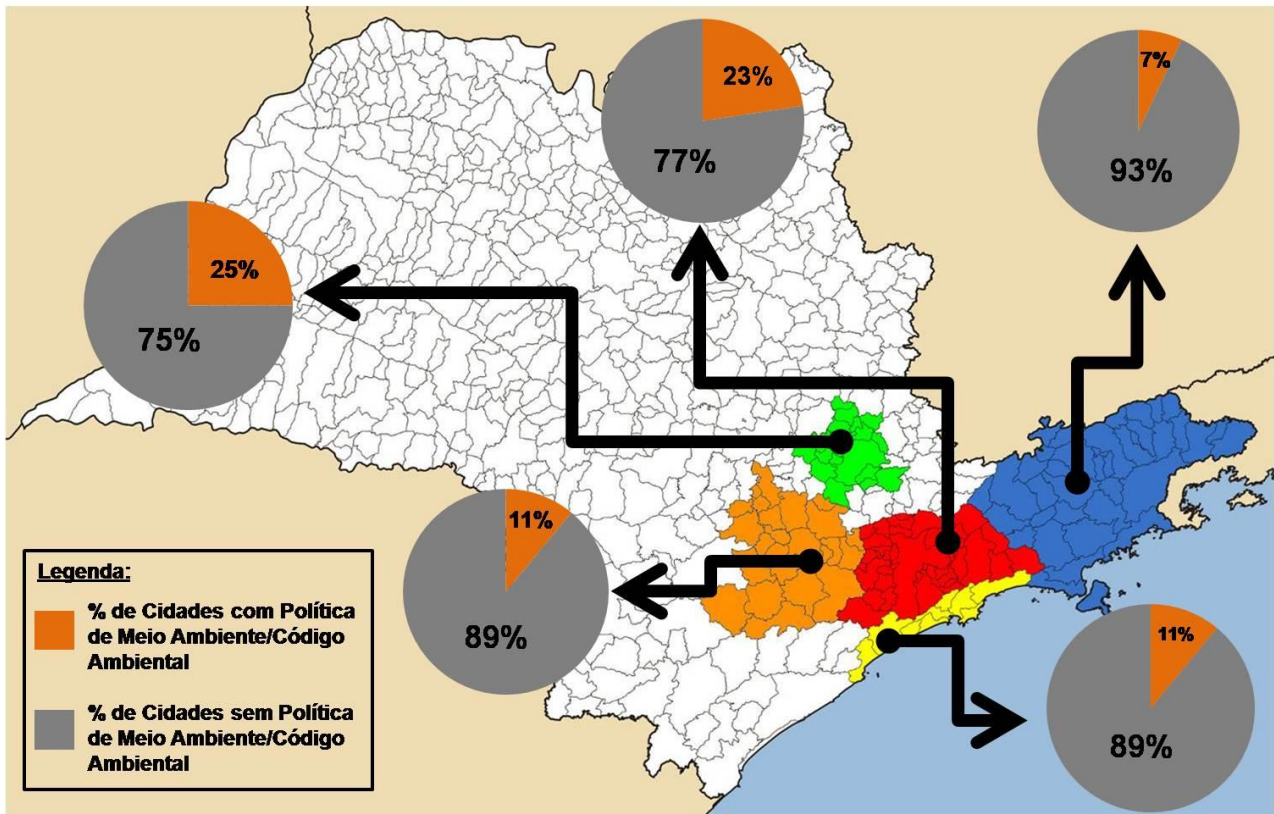 23%
77%
7%
93%
25%
75%
11%
89%
11%
89%
Legenda:
% de Cidades com Política
de Meio Ambiente/Código
Ambiental
% de Cidades sem Política
de Meio Ambiente/Código
Ambiental